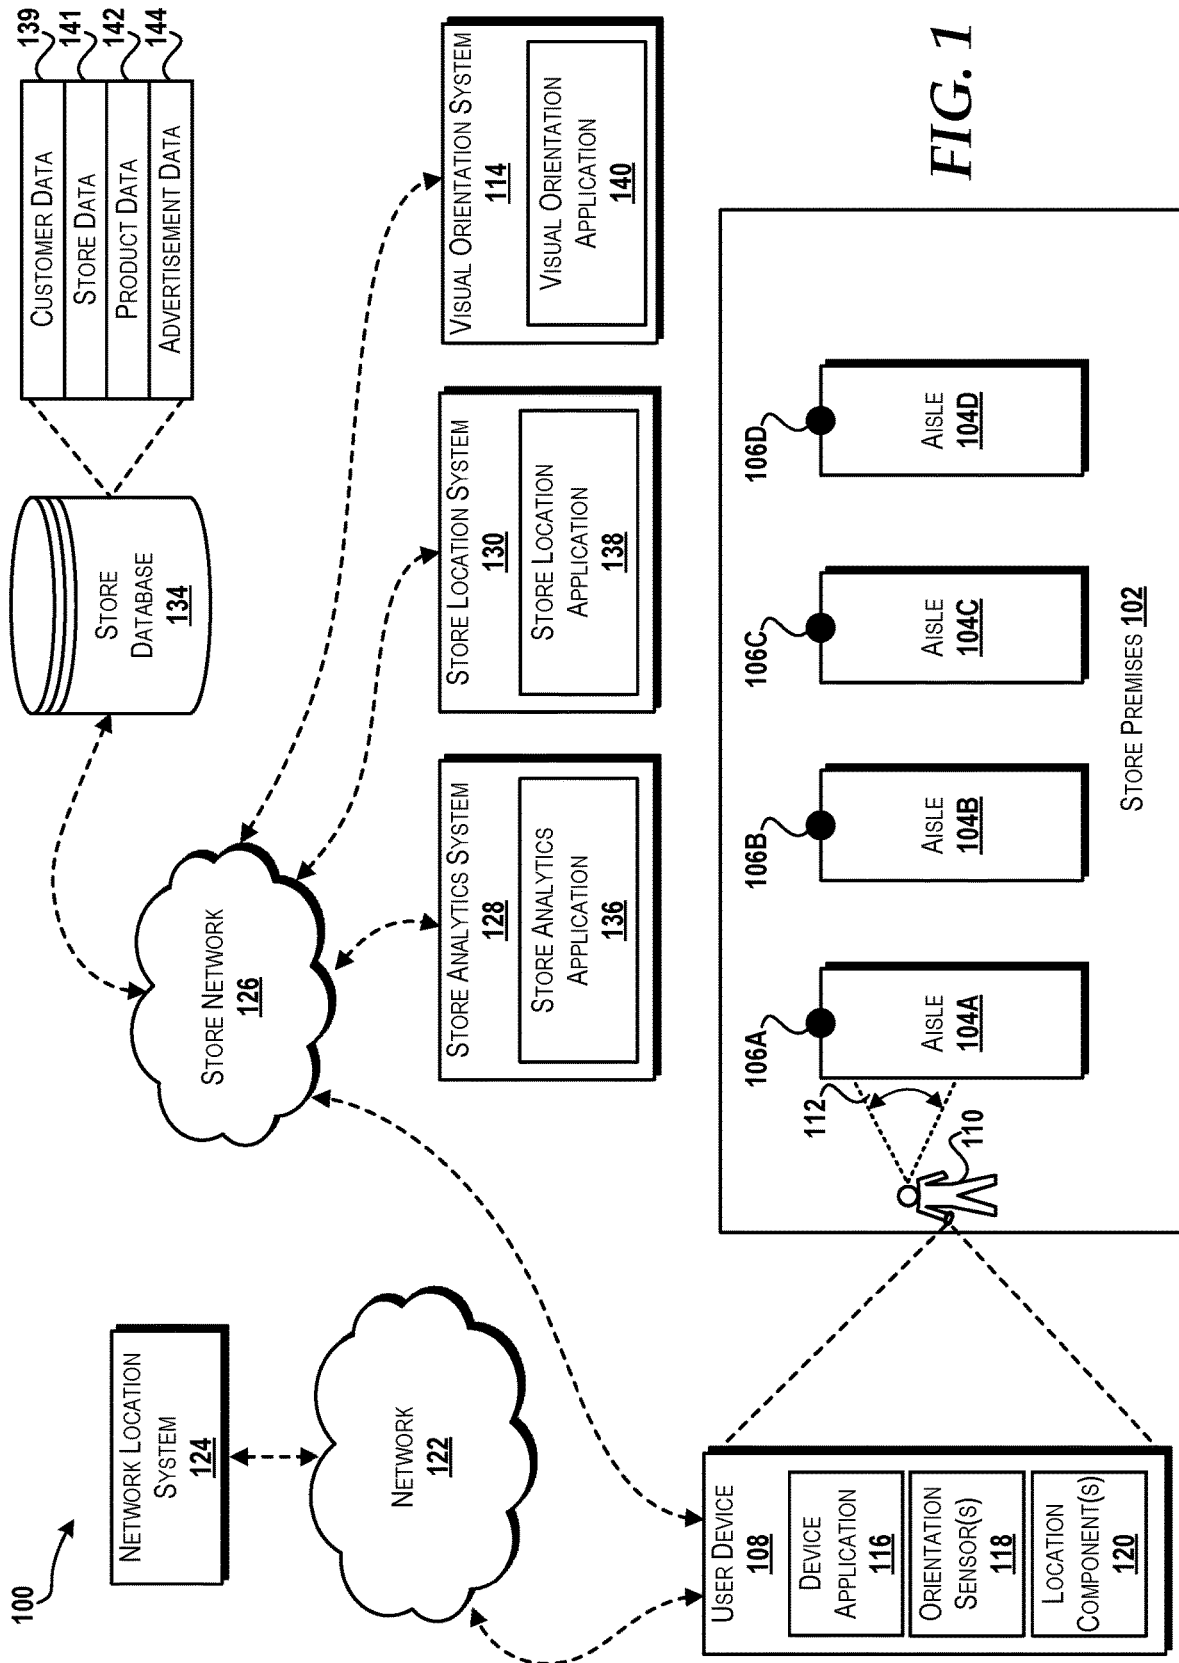 100
NETWORK LOCATION
SYSTEM
124
NETWORK
122
USER DEVICE
108
DEVICE
APPLICATION
116
ORIENTATION
SENSOR(S)
118
LOCATION
COMPONENT(S)
120
STORE NETWORK
126
STORE
DATABASE
134
CUSTOMER DATA
139
STORE DATA
141
PRODUCT DATA
142
ADVERTISEMENT DATA
144
STORE ANALYTICS SYSTEM
128
STORE ANALYTICS
APPLICATION
136
STORE LOCATION SYSTEM
130
STORE LOCATION
APPLICATION
138
VISUAL ORIENTATION SYSTEM
114
VISUAL ORIENTATION
APPLICATION
140
110
112
106A
AISLE
104A
106B
AISLE
104B
106C
AISLE
104C
106D
AISLE
104D
STORE PREMISES 102
FIG. 1